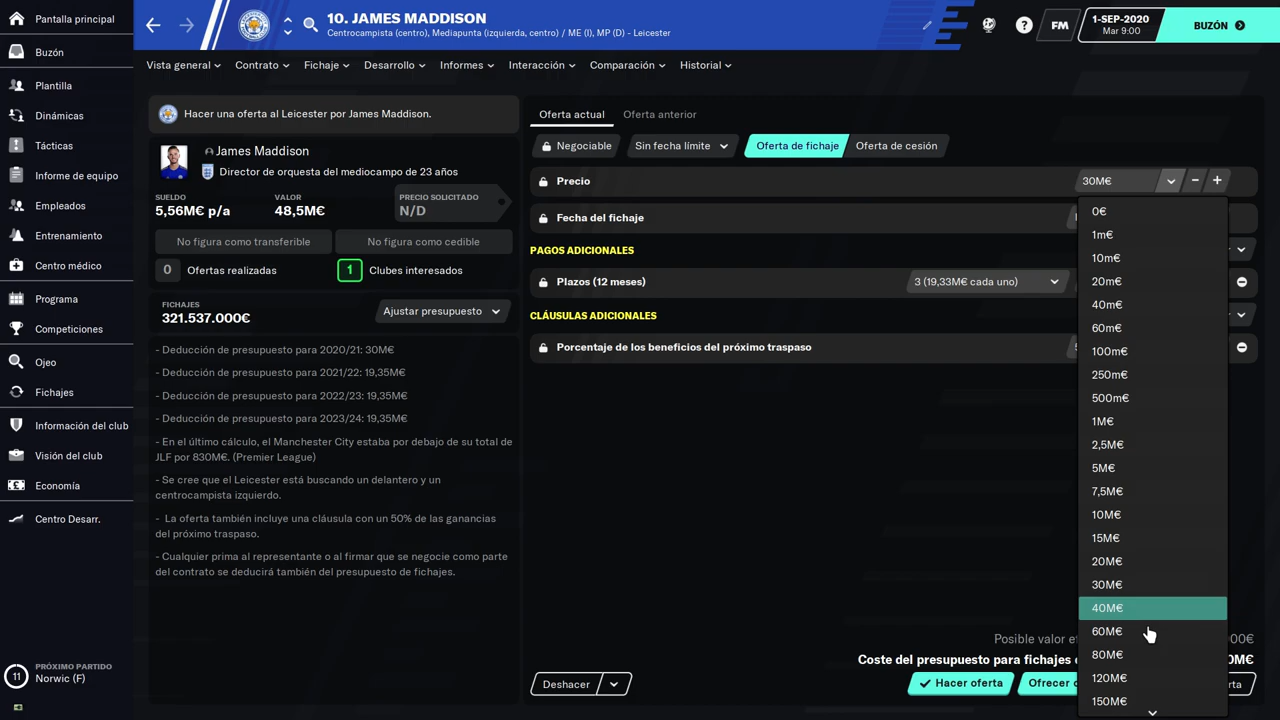 Pantalla principal
Buzón
Plantilla
Dinámicas
Tácticas
Informe de equipo
Empleados
Entrenamiento
Centro médico
Programa
Competiciones
Ojeo
Fichajes
Información del club
Visión del club
Economía
Centro Desarr.
11
PRÓXIMO PARTIDO
Norwic (F)
10. JAMES MADDISON
Centrocampista (centro), Mediapunta (izquierda, centro) / ME (I), MP (D) - Leicester
?
FM
1-SEP-2020
Mar 9:00
BUZÓN
Vista general
Contrato
Fichaje
Desarrollo
Informes
Interacción
Comparación
Historial
Hacer una oferta al Leicester por James Maddison.
James Maddison
Director de orquesta del mediocampo de 23 años
SUELDO
5,56M€ p/a
VALOR
48,5M€
PRECIO SOLICITADO
N/D
No figura como transferible
No figura como cedible
0 Ofertas realizadas
1 Clubes interesados
FICHAJES
321.537.000€
Ajustar presupuesto
- Deducción de presupuesto para 2020/21: 30M€
- Deducción de presupuesto para 2021/22: 19,35M€
- Deducción de presupuesto para 2022/23: 19,35M€
- Deducción de presupuesto para 2023/24: 19,35M€
- En el último cálculo, el Manchester City estaba por debajo de su total de
JLF por 830M€. (Premier League)
- Se cree que el Leicester está buscando un delantero y un
centrocampista izquierdo.
- La oferta también incluye una cláusula con un 50% de las ganancias
del próximo traspaso.
- Cualquier prima al representante o al firmar que se negocie como parte
del contrato se deducirá también del presupuesto de fichajes.
Oferta actual
Oferta anterior
Negociable
Sin fecha límite
Oferta de fichaje
Oferta de cesión
Precio
30M€
Fecha del fichaje
PAGOS ADICIONALES
Plazos (12 meses)
3 (19,33M€ cada uno)
CLÁUSULAS ADICIONALES
Porcentaje de los beneficios del próximo traspaso
0€
1m€
10m€
20m€
40m€
60m€
100m€
250m€
500m€
1M€
2,5M€
5M€
7,5M€
10M€
15M€
20M€
30M€
40M€
60M€
80M€
120M€
150M€
Posible valor
Coste del presupuesto para fichajes
Deshacer
Hacer oferta
Ofrecer